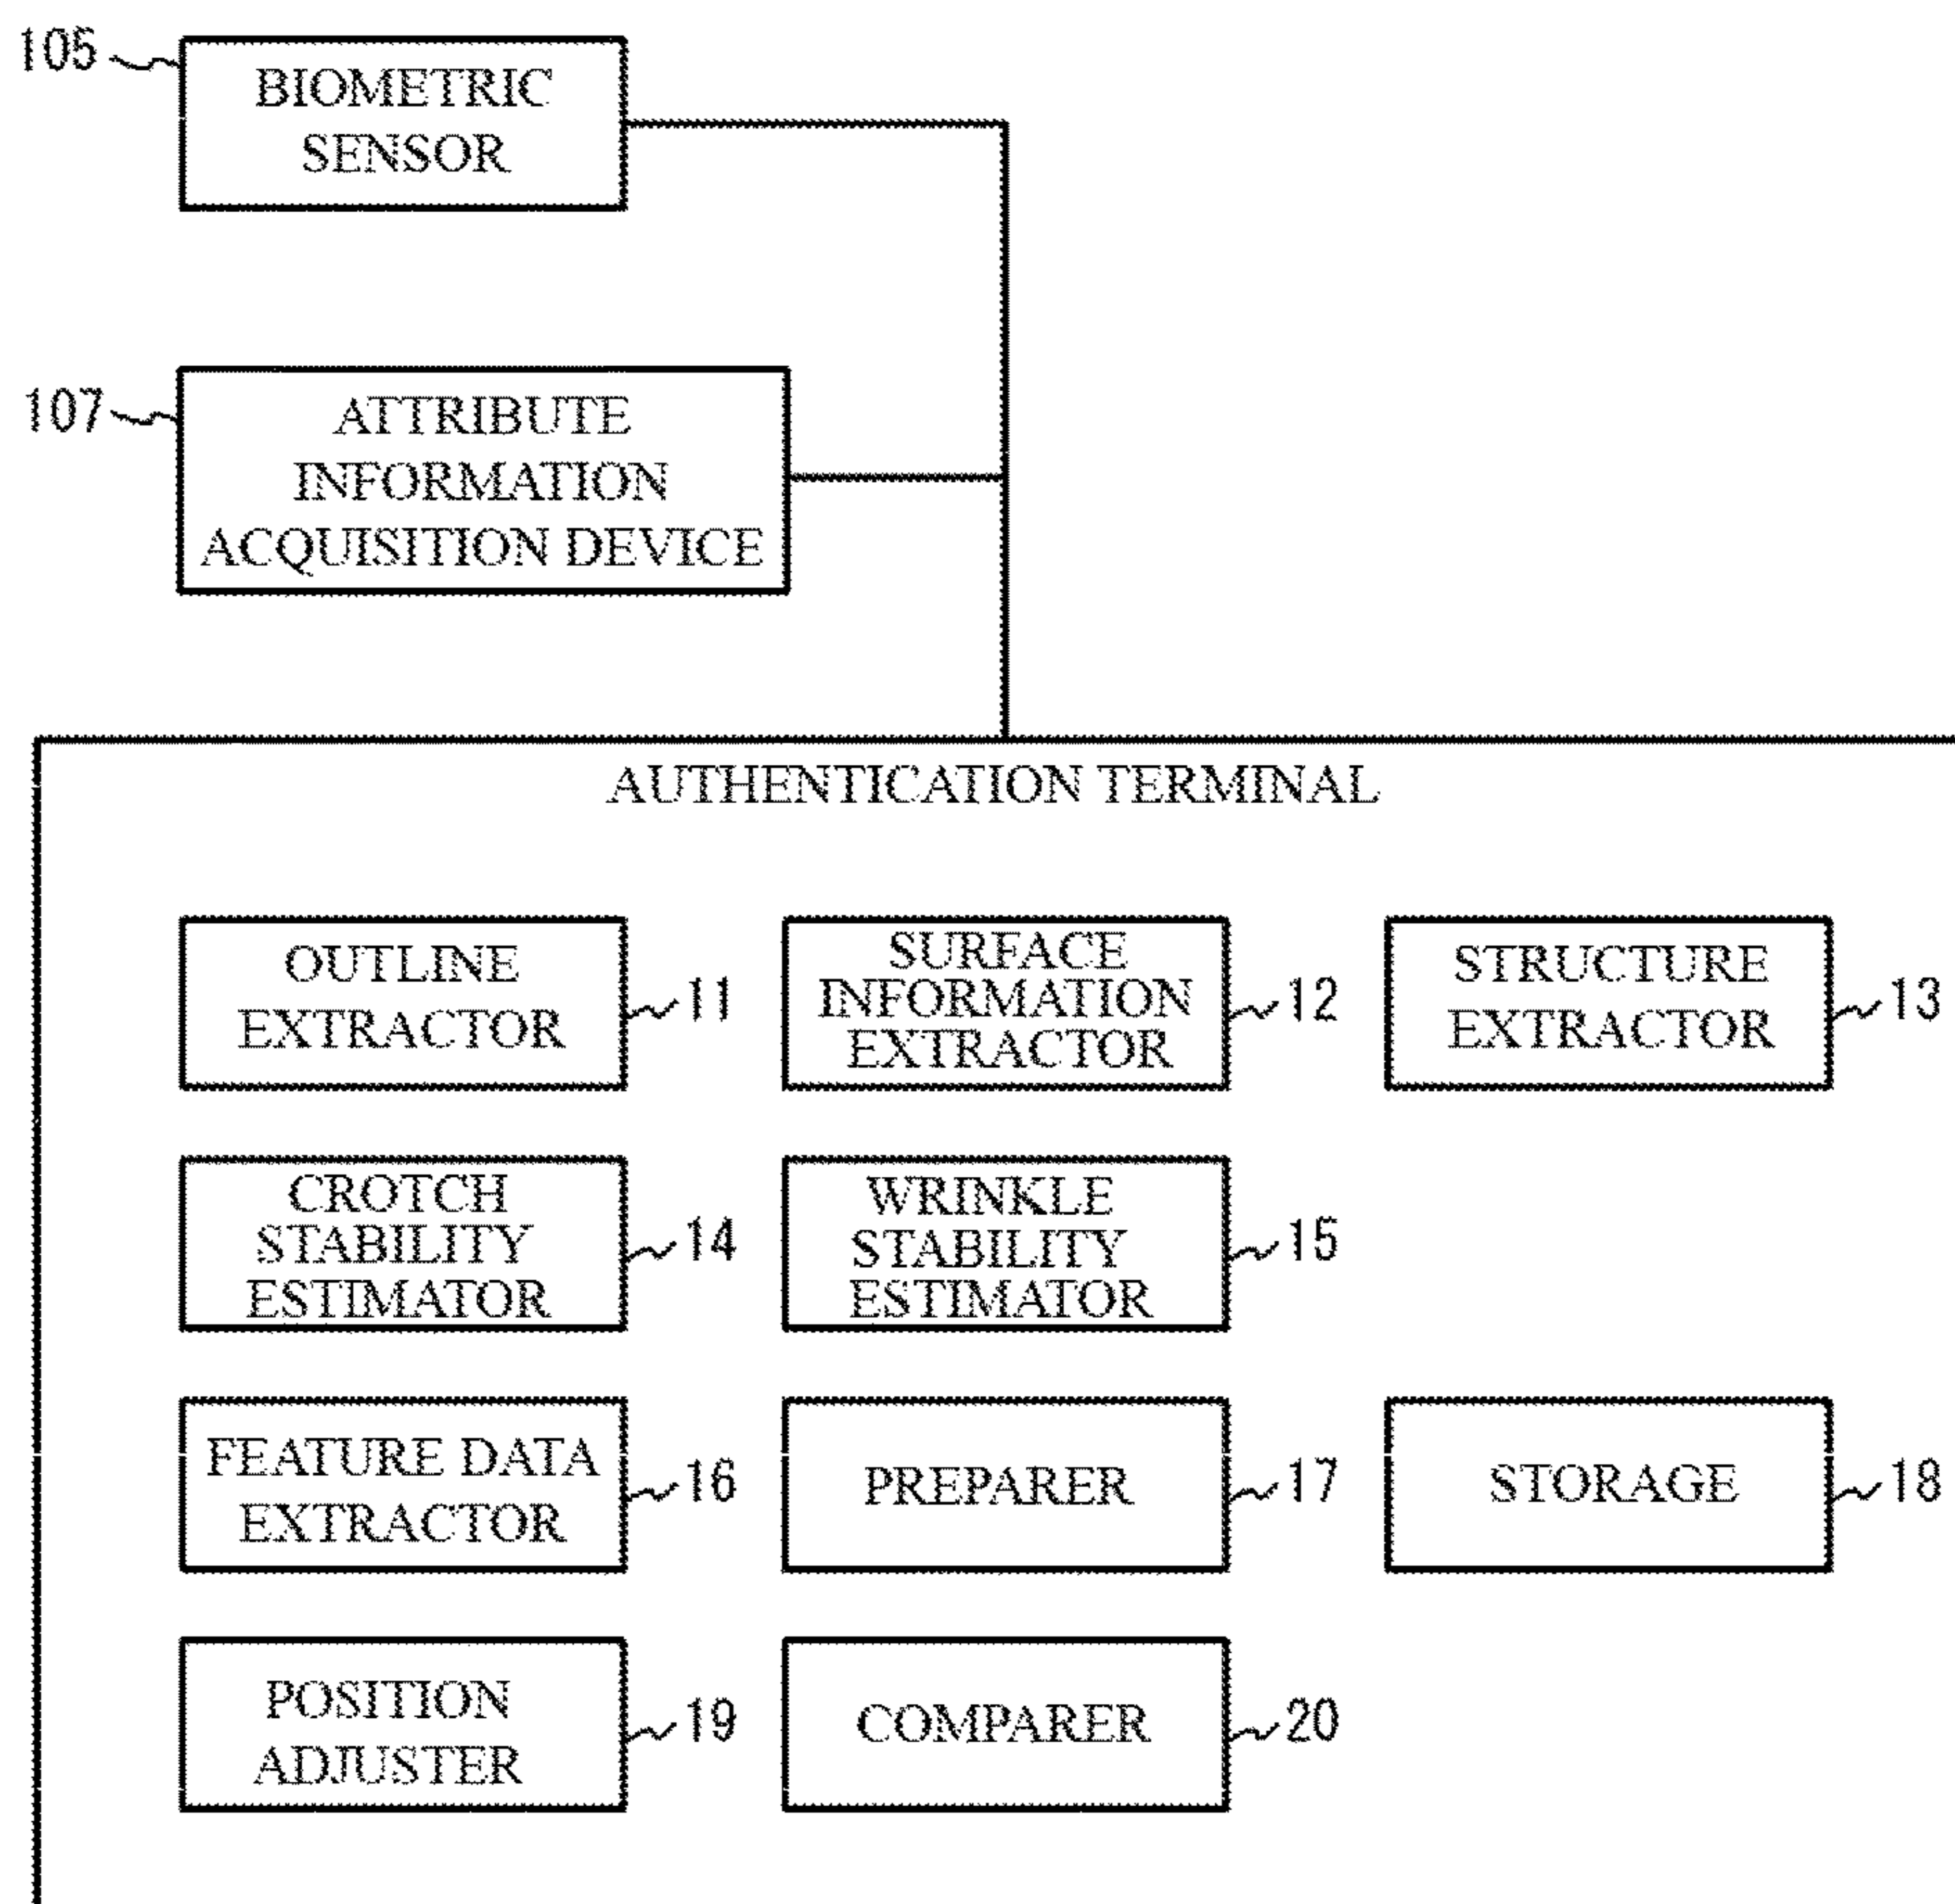 105
BIOMETRIC
SENSOR
107
ATTRIBUTE
INFORMATION
ACQUISITION DEVICE
AUTHENTICATION TERMINAL
OUTLINE
EXTRACTOR
11
SURFACE
INFORMATION
EXTRACTOR
12
STRUCTURE
EXTRACTOR
13
CROTCH
STABILITY
ESTIMATOR
14
WRINKLE
STABILITY
ESTIMATOR
15
FEATURE DATA
EXTRACTOR
16
PREPARER
17
STORAGE
18
POSITION
ADJUSTER
19
COMPARER
20